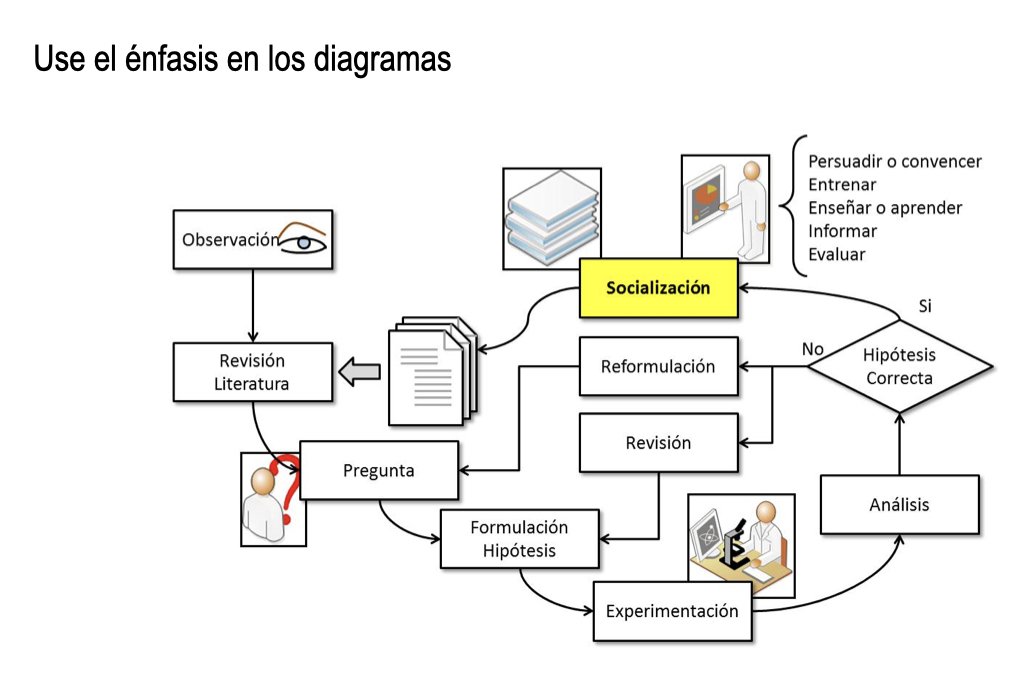 Use el énfasis en los diagramas
Persuadir o convencer
Entrenar
Enseñar o aprender
Informar
Evaluar
Observación
Socialización
Si
Revisión
Literatura
Reformulación
No
Hipótesis
Correcta
Revisión
Pregunta
Análisis
Formulación
Hipótesis
Experimentación